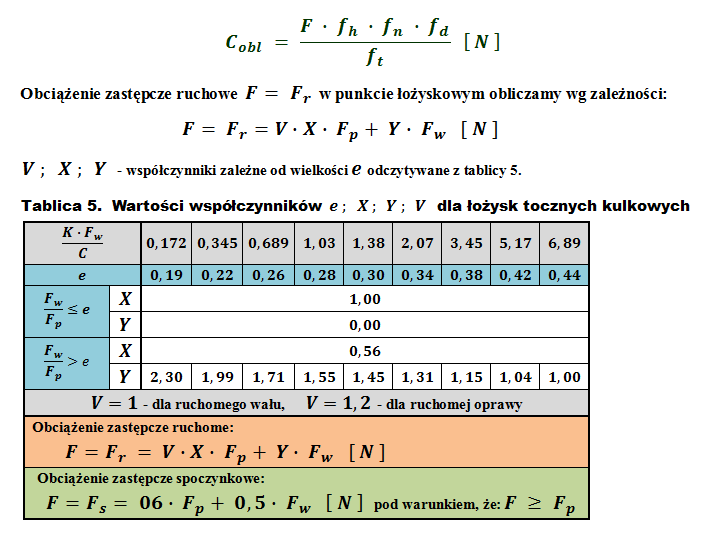 C_obl = (F · f_h · f_n · f_d) / f_t [ N ]
Obciążenie zastępcze ruchowe F = F_r w punkcie łożyskowym obliczamy wg zależności:
F = F_r = V · X · F_p + Y · F_w [ N ]
V ; X ; Y - współczynniki zależne od wielkości e odczytywane z tablicy 5.
Tablica 5. Wartości współczynników e ; X ; Y ; V dla łożysk tocznych kulkowych
K · F_w / C 0,172 0,345 0,689 1,03 1,38 2,07 3,45 5,17 6,89
e 0,19 0,22 0,26 0,28 0,30 0,34 0,38 0,42 0,44
F_w / F_p ≤ e X 1,00
Y 0,00
F_w / F_p > e X 0,56
Y 2,30 1,99 1,71 1,55 1,45 1,31 1,15 1,04 1,00
V = 1 - dla ruchomego wału, V = 1,2 - dla ruchomej oprawy
Obciążenie zastępcze ruchome:
F = F_r = V · X · F_p + Y · F_w [ N ]
Obciążenie zastępcze spoczynkowe:
F = F_s = 06 · F_p + 0,5 · F_w [ N ] pod warunkiem, że: F ≥ F_p